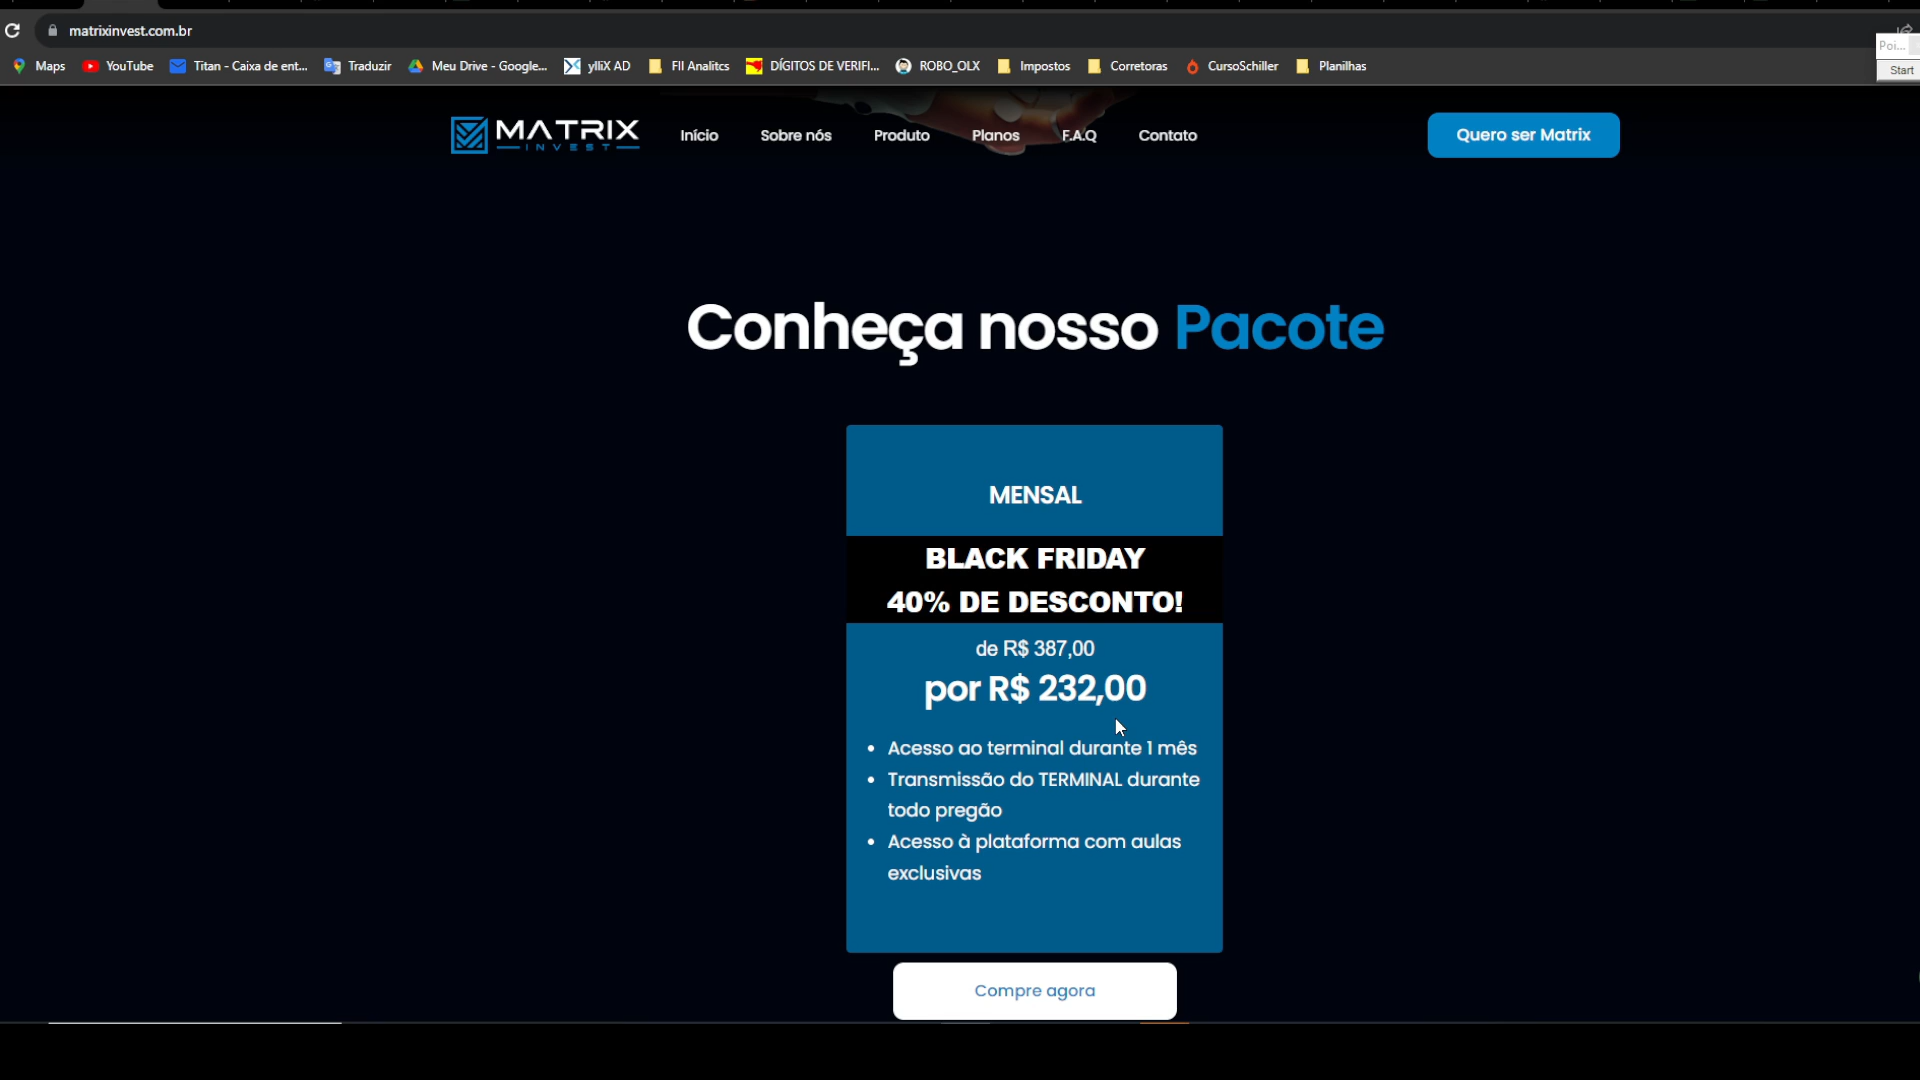 matrixinvest.com.br
Poi...
Maps YouTube Titan - Caixa de ent... Traduzir Meu Drive - Google... ylliX AD FII Analitcs DÍGITOS DE VERIFI... ROBO_OLX Impostos Corretoras CursoSchiller Planilhas
Start
MATRIX
INVEST
Início Sobre nós Produto Planos F.A.Q Contato
Quero ser Matrix
Conheça nosso Pacote
MENSAL
BLACK FRIDAY
40% DE DESCONTO!
de R$ 387,00
por R$ 232,00
• Acesso ao terminal durante 1 mês
• Transmissão do TERMINAL durante
todo pregão
• Acesso à plataforma com aulas
exclusivas
Compre agora